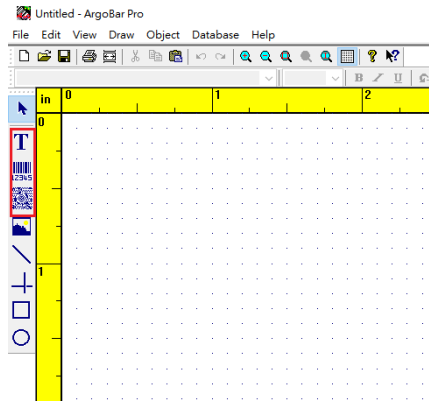 Untitled - ArgoBar Pro
File Edit View Draw Object Database Help
B I U
in 0 1 2
0
T
12345
1